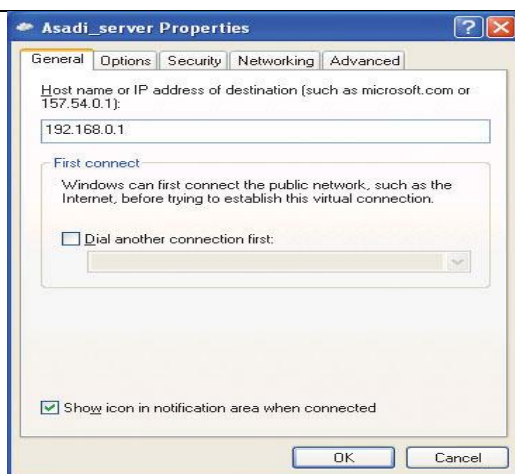 Asadi_server Properties
General Options Security Networking Advanced
Host name or IP address of destination (such as microsoft.com or
157.54.0.1):
192.168.0.1
First connect
Windows can first connect the public network, such as the
Internet, before trying to establish this virtual connection.
Dial another connection first:
Show icon in notification area when connected
OK Cancel